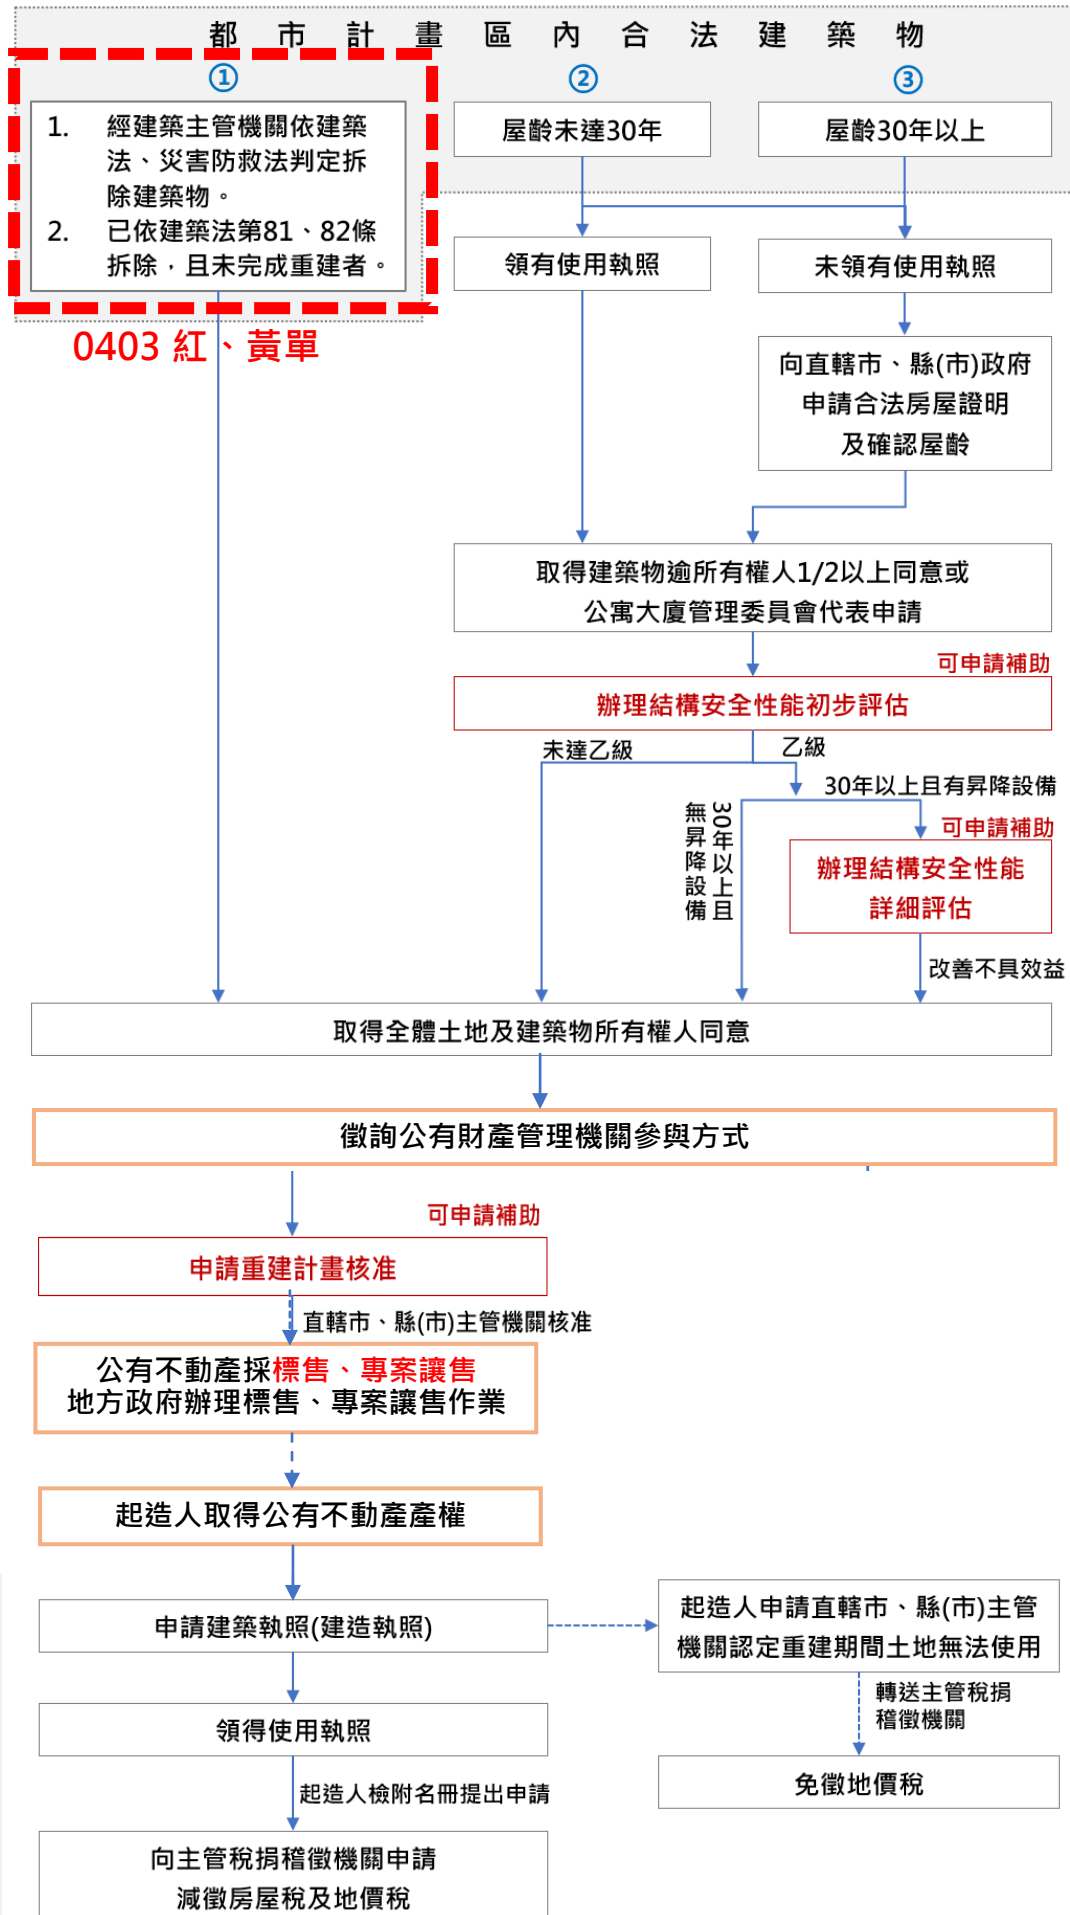 都市計畫區內合法建築物
①
1. 經建築主管機關依建築
法、災害防救法判定拆
除建築物。
2. 已依建築法第81、82條
拆除，且未完成重建者。
0403 紅、黃單
②
屋齡未達30年
③
屋齡30年以上
領有使用執照
未領有使用執照
向直轄市、縣(市)政府
申請合法房屋證明
及確認屋齡
取得建築物逾所有權人1/2以上同意或
公寓大廈管理委員會代表申請
可申請補助
辦理結構安全性能初步評估
未達乙級
乙級
30年以上且有昇降設備
30年以上且
無昇降設備
可申請補助
辦理結構安全性能
詳細評估
改善不具效益
取得全體土地及建築物所有權人同意
徵詢公有財產管理機關參與方式
可申請補助
申請重建計畫核准
直轄市、縣(市)主管機關核准
公有不動產採標售、專案讓售
地方政府辦理標售、專案讓售作業
起造人取得公有不動產產權
申請建築執照(建造執照)
起造人申請直轄市、縣(市)主管
機關認定重建期間土地無法使用
轉送主管稅捐
稽徵機關
免徵地價稅
領得使用執照
起造人檢附名冊提出申請
向主管稅捐稽徵機關申請
減徵房屋稅及地價稅